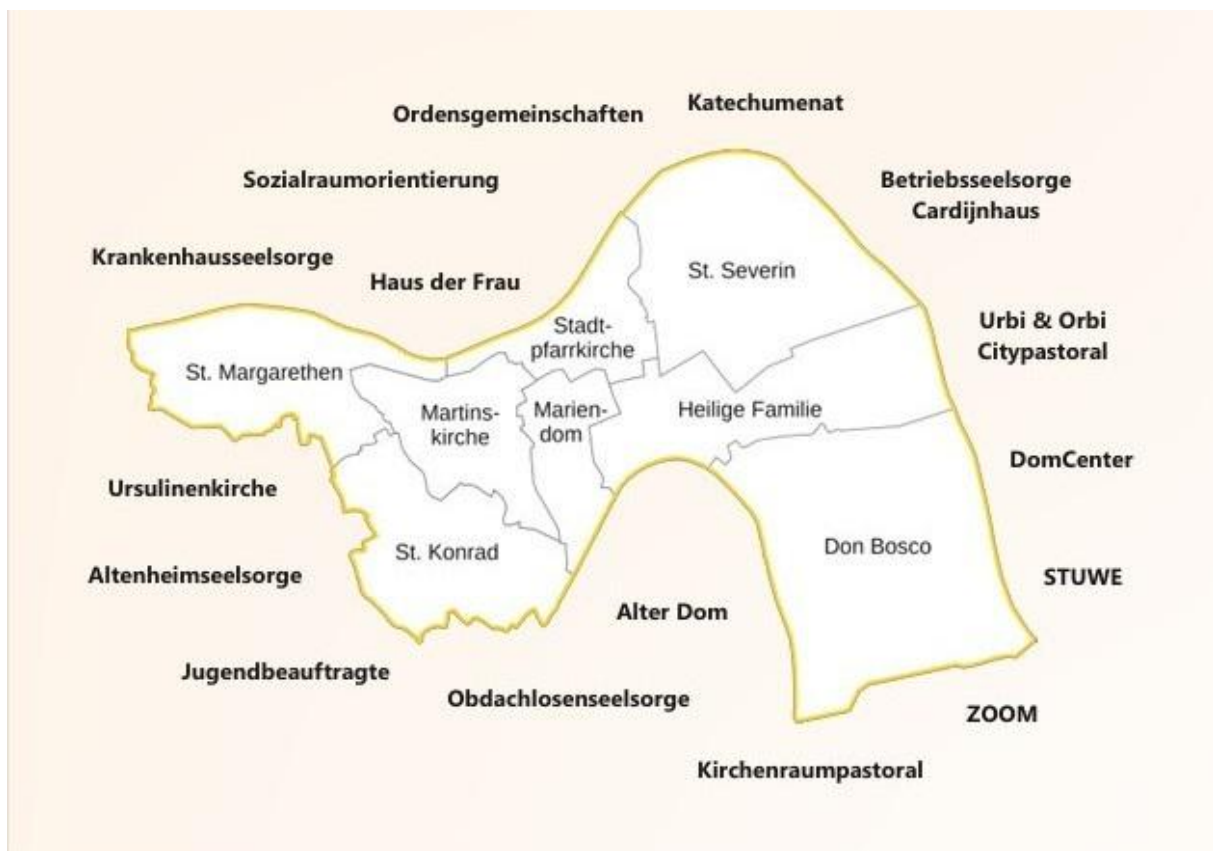 Katechumenat
Ordensgemeinschaften
Sozialraumorientierung
Betriebsseelsorge
Cardijnhaus
Krankenhausseelsorge
Haus der Frau
St. Severin
Urbi & Orbi
Citypastoral
Stadt-
pfarrkirche
St. Margarethen
Martins-
kirche
Marien-
dom
Heilige Familie
DomCenter
Ursulinenkirche
St. Konrad
Don Bosco
Altenheimseelsorge
STUWE
Alter Dom
Jugendbeauftragte
Obdachlosenseelsorge
ZOOM
Kirchenraumpastoral